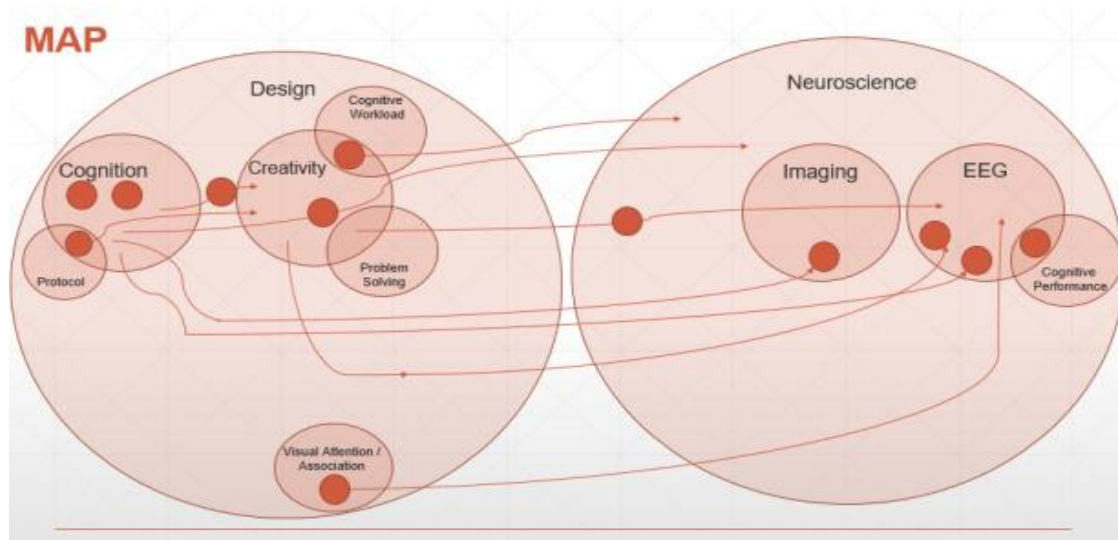 MAP
Design
Cognitive
Workload
Cognition
Creativity
Protocol
Problem
Solving
Visual Attention /
Association
Neuroscience
Imaging
EEG
Cognitive
Performance